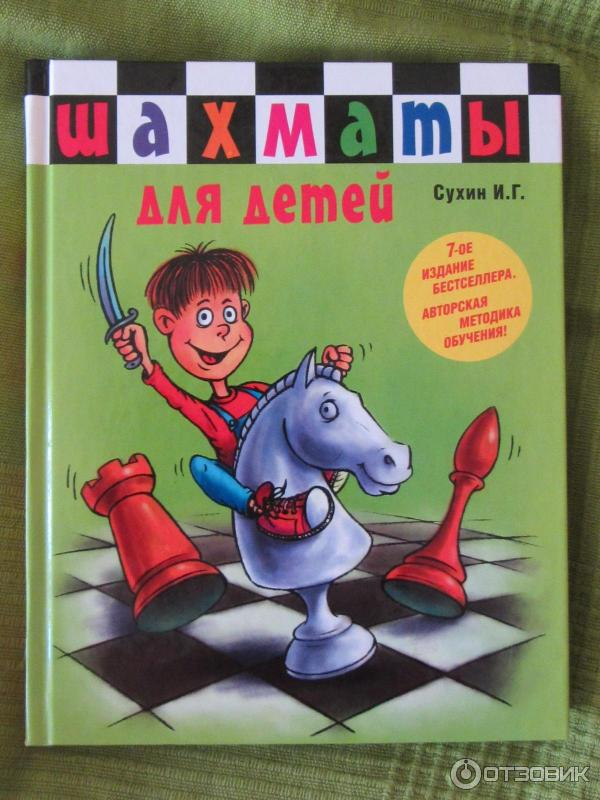 шахматы
для детей
Сухин И.Г.
7-ое
издание
бестселлера.
авторская
методика
обучения!
ОТЗОВИК